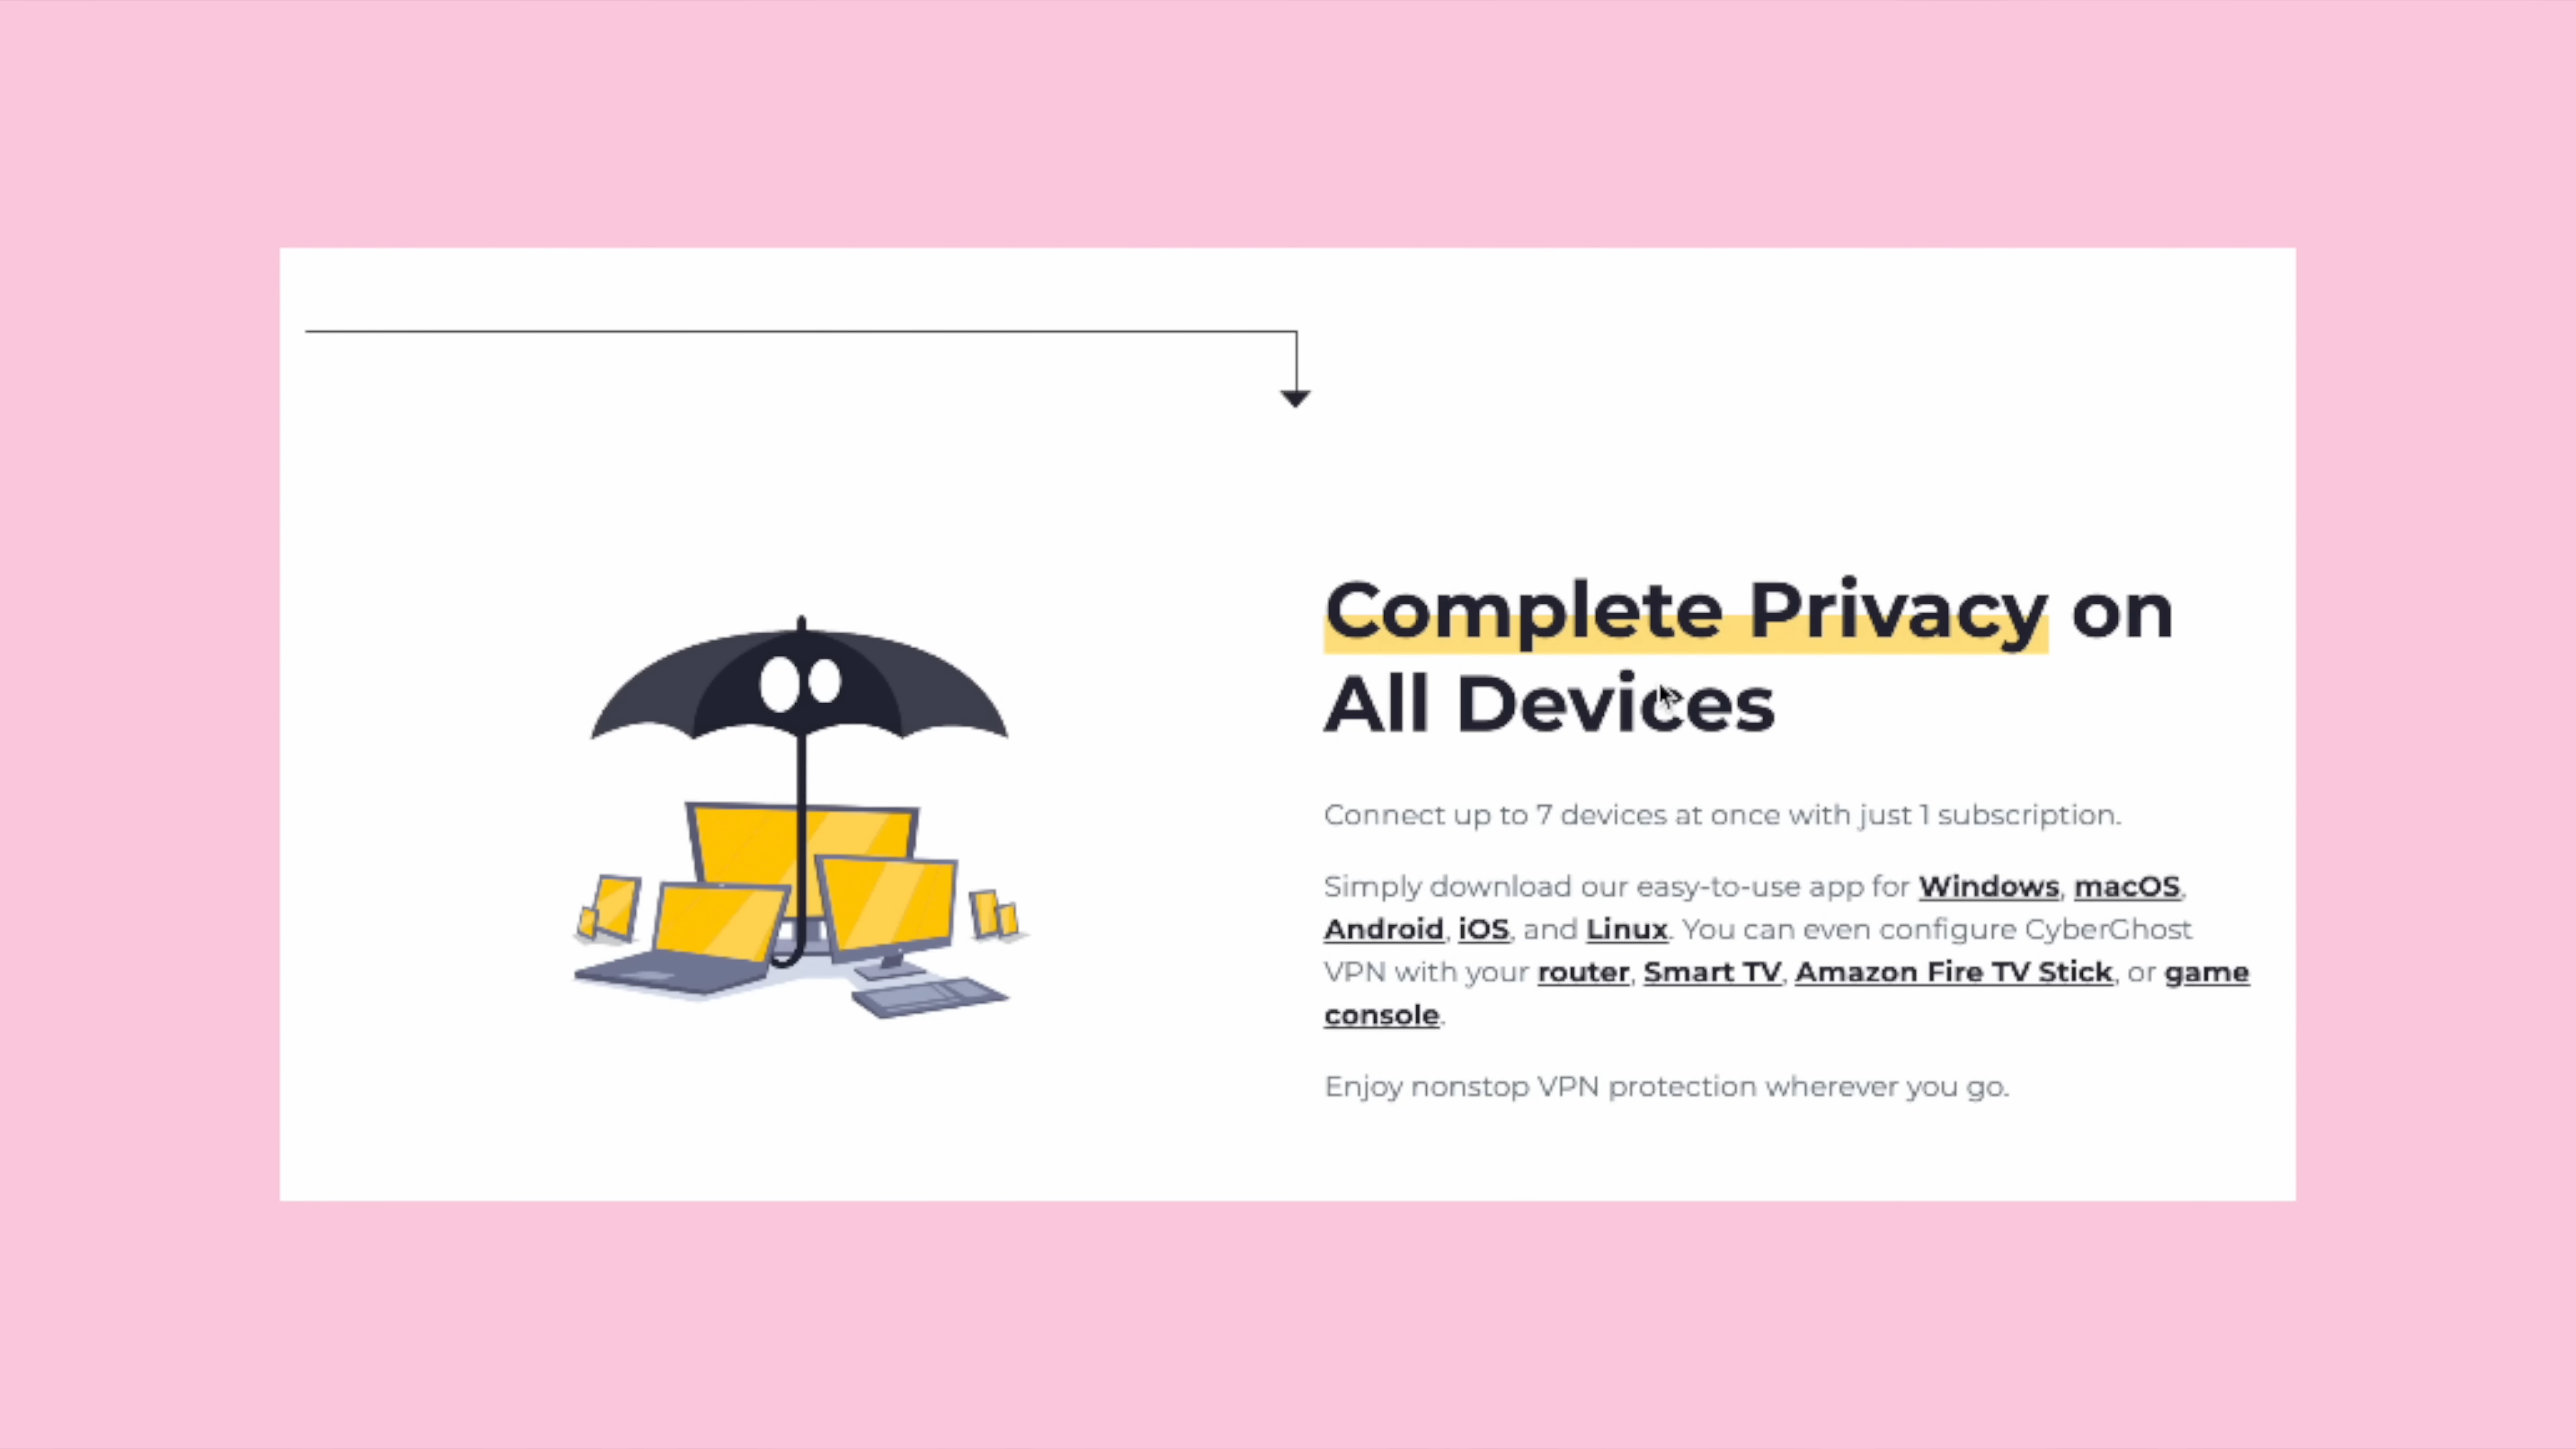 Complete Privacy on
All Devices
Connect up to 7 devices at once with just 1 subscription.
Simply download our easy-to-use app for Windows, macOS,
Android, iOS, and Linux. You can even configure CyberGhost
VPN with your router, Smart TV, Amazon Fire TV Stick, or game
console.
Enjoy nonstop VPN protection wherever you go.